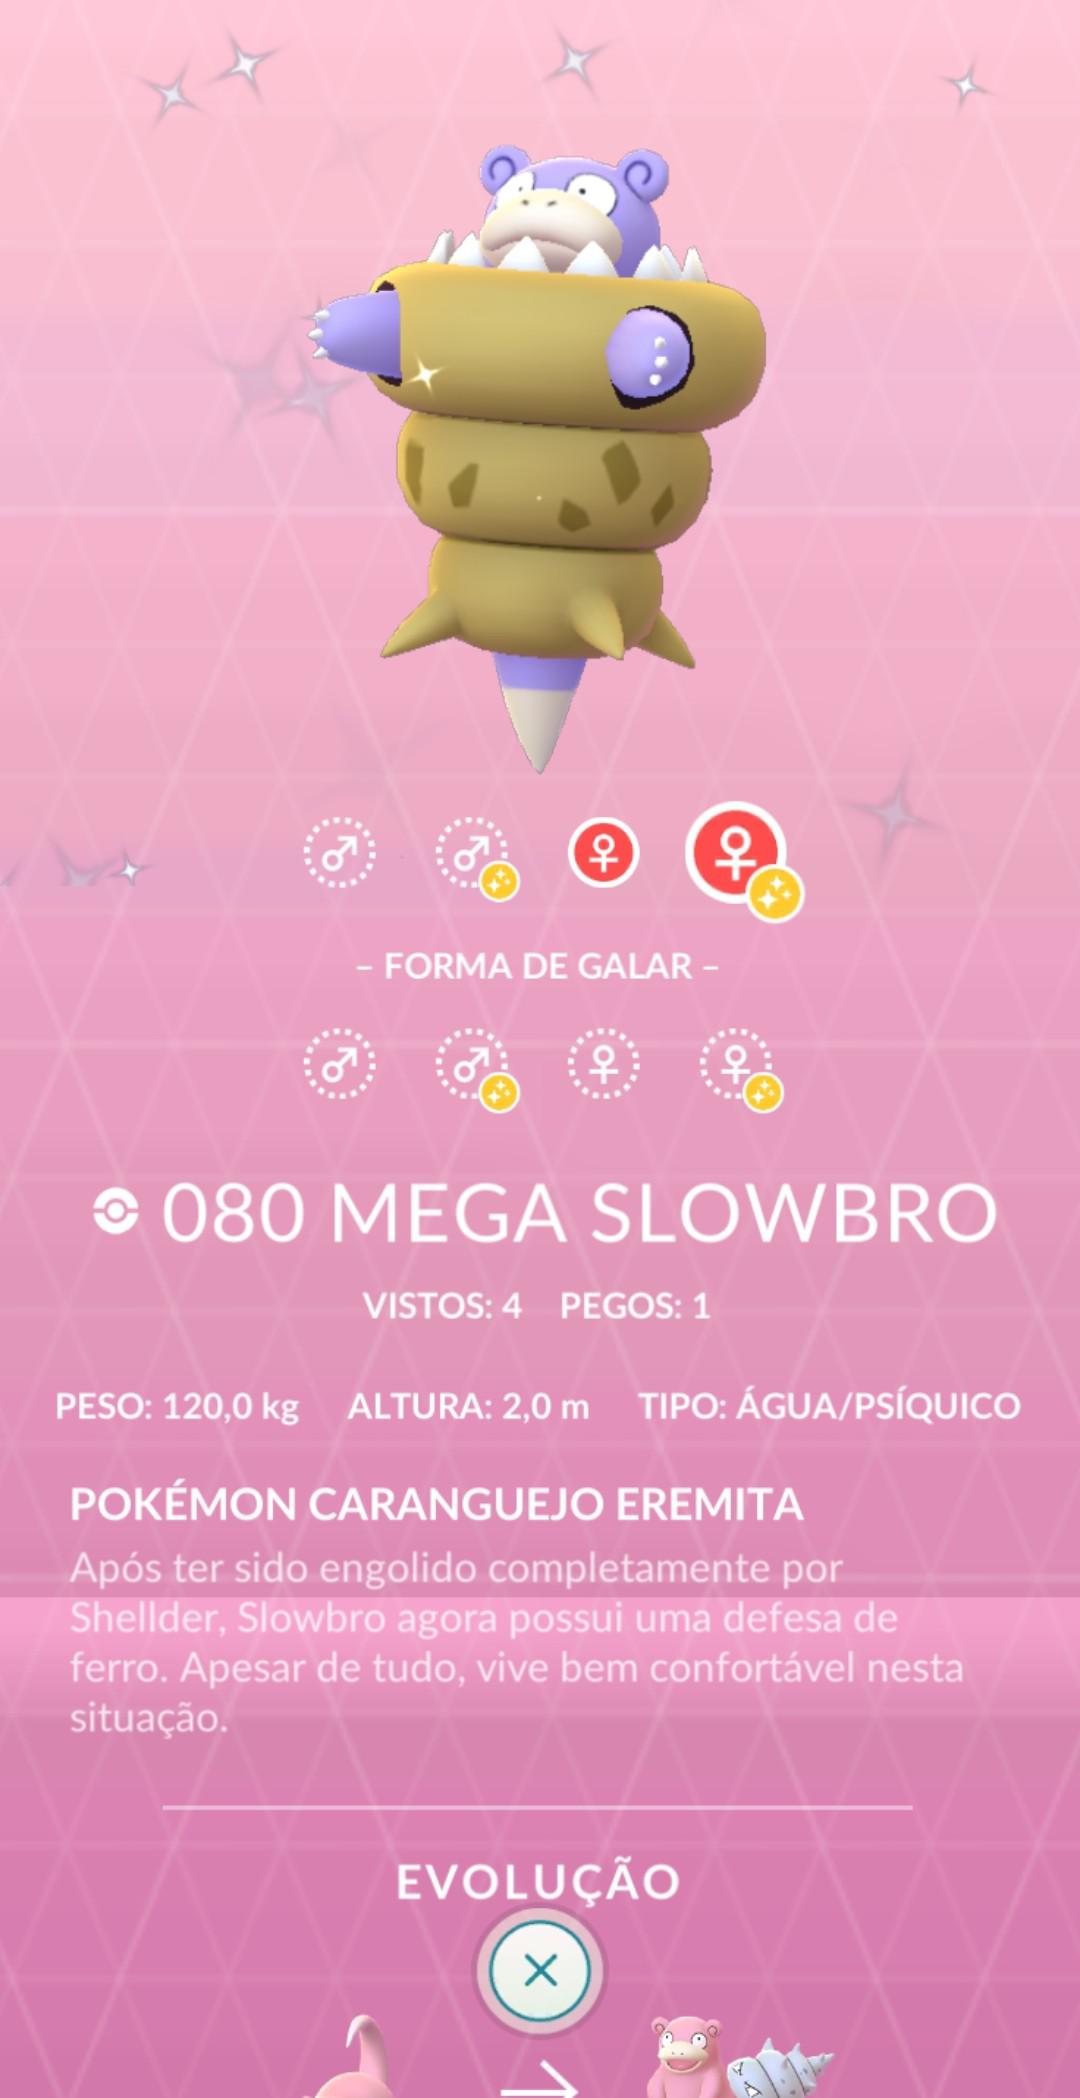 – FORMA DE GALAR –
080 MEGA SLOWBRO
VISTOS: 4 PEGOS: 1
PESO: 120,0 kg ALTURA: 2,0 m TIPO: ÁGUA/PSÍQUICO
POKÉMON CARANGUEJO EREMITA
Após ter sido engolido completamente por
Shellder, Slowbro agora possui uma defesa de
ferro. Apesar de tudo, vive bem confortável nesta
situação.
EVOLUÇÃO